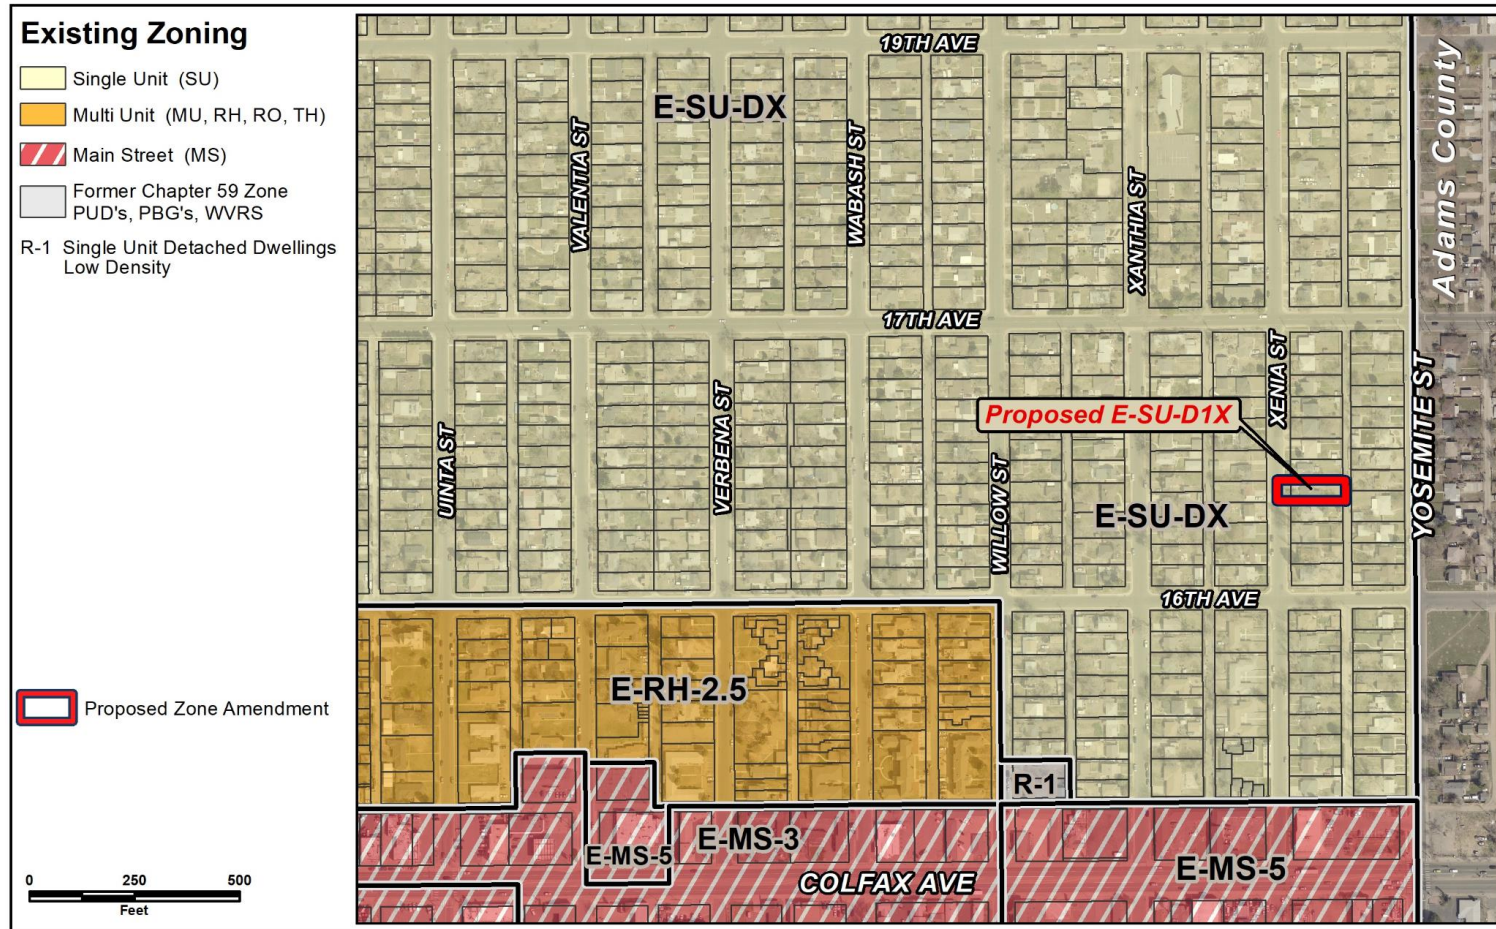 Existing Zoning
Single Unit (SU)
Multi Unit (MU, RH, RO, TH)
Main Street (MS)
Former Chapter 59 Zone
PUD's, PBG's, WVRS
R-1 Single Unit Detached Dwellings
Low Density
Proposed Zone Amendment
0 250 500
Feet
19TH AVE
E-SU-DX
VALENTIA ST
WABASH ST
XANTHIA ST
Adams County
17TH AVE
XENIA ST
YOSEMITE ST
Proposed E-SU-D1X
UINTA ST
VERBENA ST
WILLOW ST
E-SU-DX
16TH AVE
E-RH-2.5
R-1
E-MS-3
E-MS-5
E-MS-5
COLFAX AVE